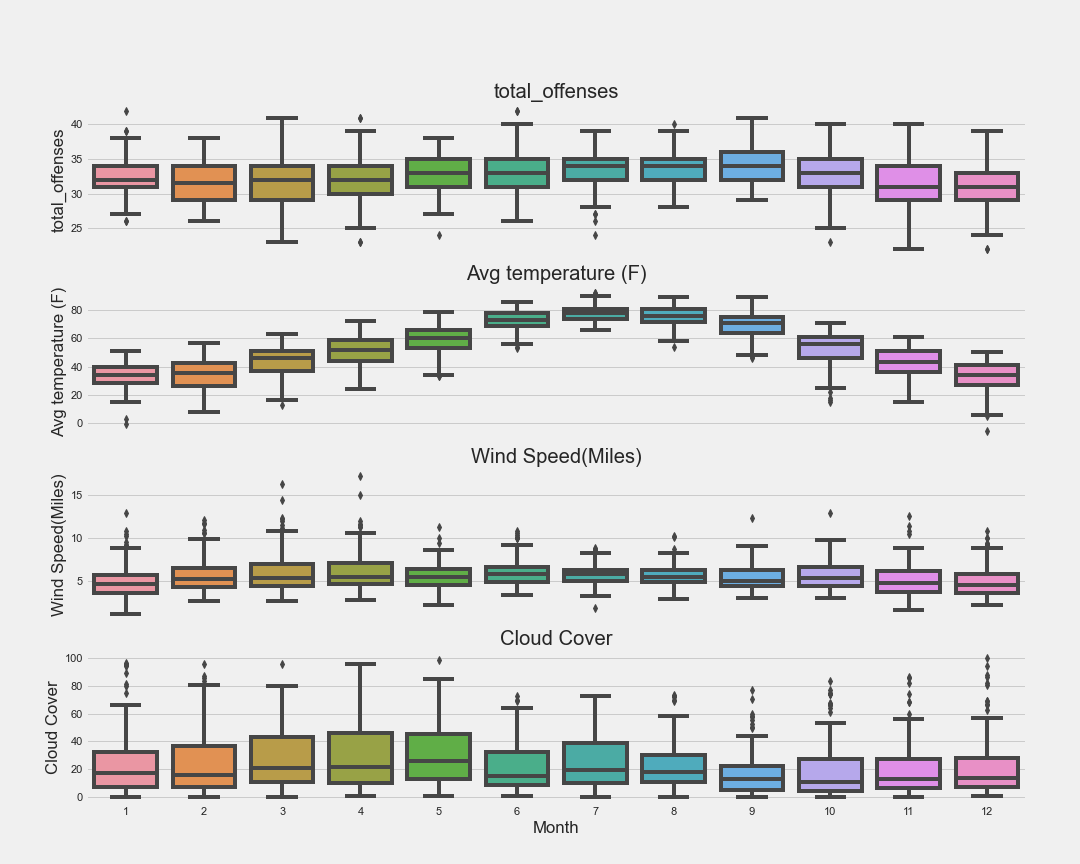 total_offenses
total_offenses
40
35
30
25
Avg temperature (F)
Avg temperature (F)
80
60
40
20
0
Wind Speed(Miles)
Wind Speed(Miles)
15
10
5
Cloud Cover
Cloud Cover
100
80
60
40
20
0
1 2 3 4 5 6 7 8 9 10 11 12
Month